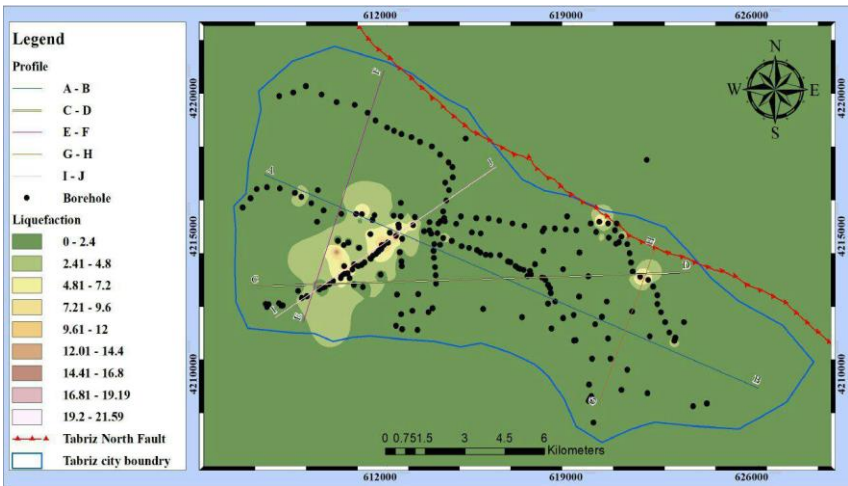 Legend
Profile
A - B
C - D
E - F
G - H
I - J
Borehole
Liquefaction
0 - 2.4
2.41 - 4.8
4.81 - 7.2
7.21 - 9.6
9.61 - 12
12.01 - 14.4
14.41 - 16.8
16.81 - 19.19
19.2 - 21.59
Tabriz North Fault
Tabriz city boundry
612000 619000 626000
4220000
4215000
4210000
4220000
4215000
4210000
N
W E
S
A
C
E
H
D
B
0 0.75 1.5 3 4.5 6
Kilometers
612000 619000 626000